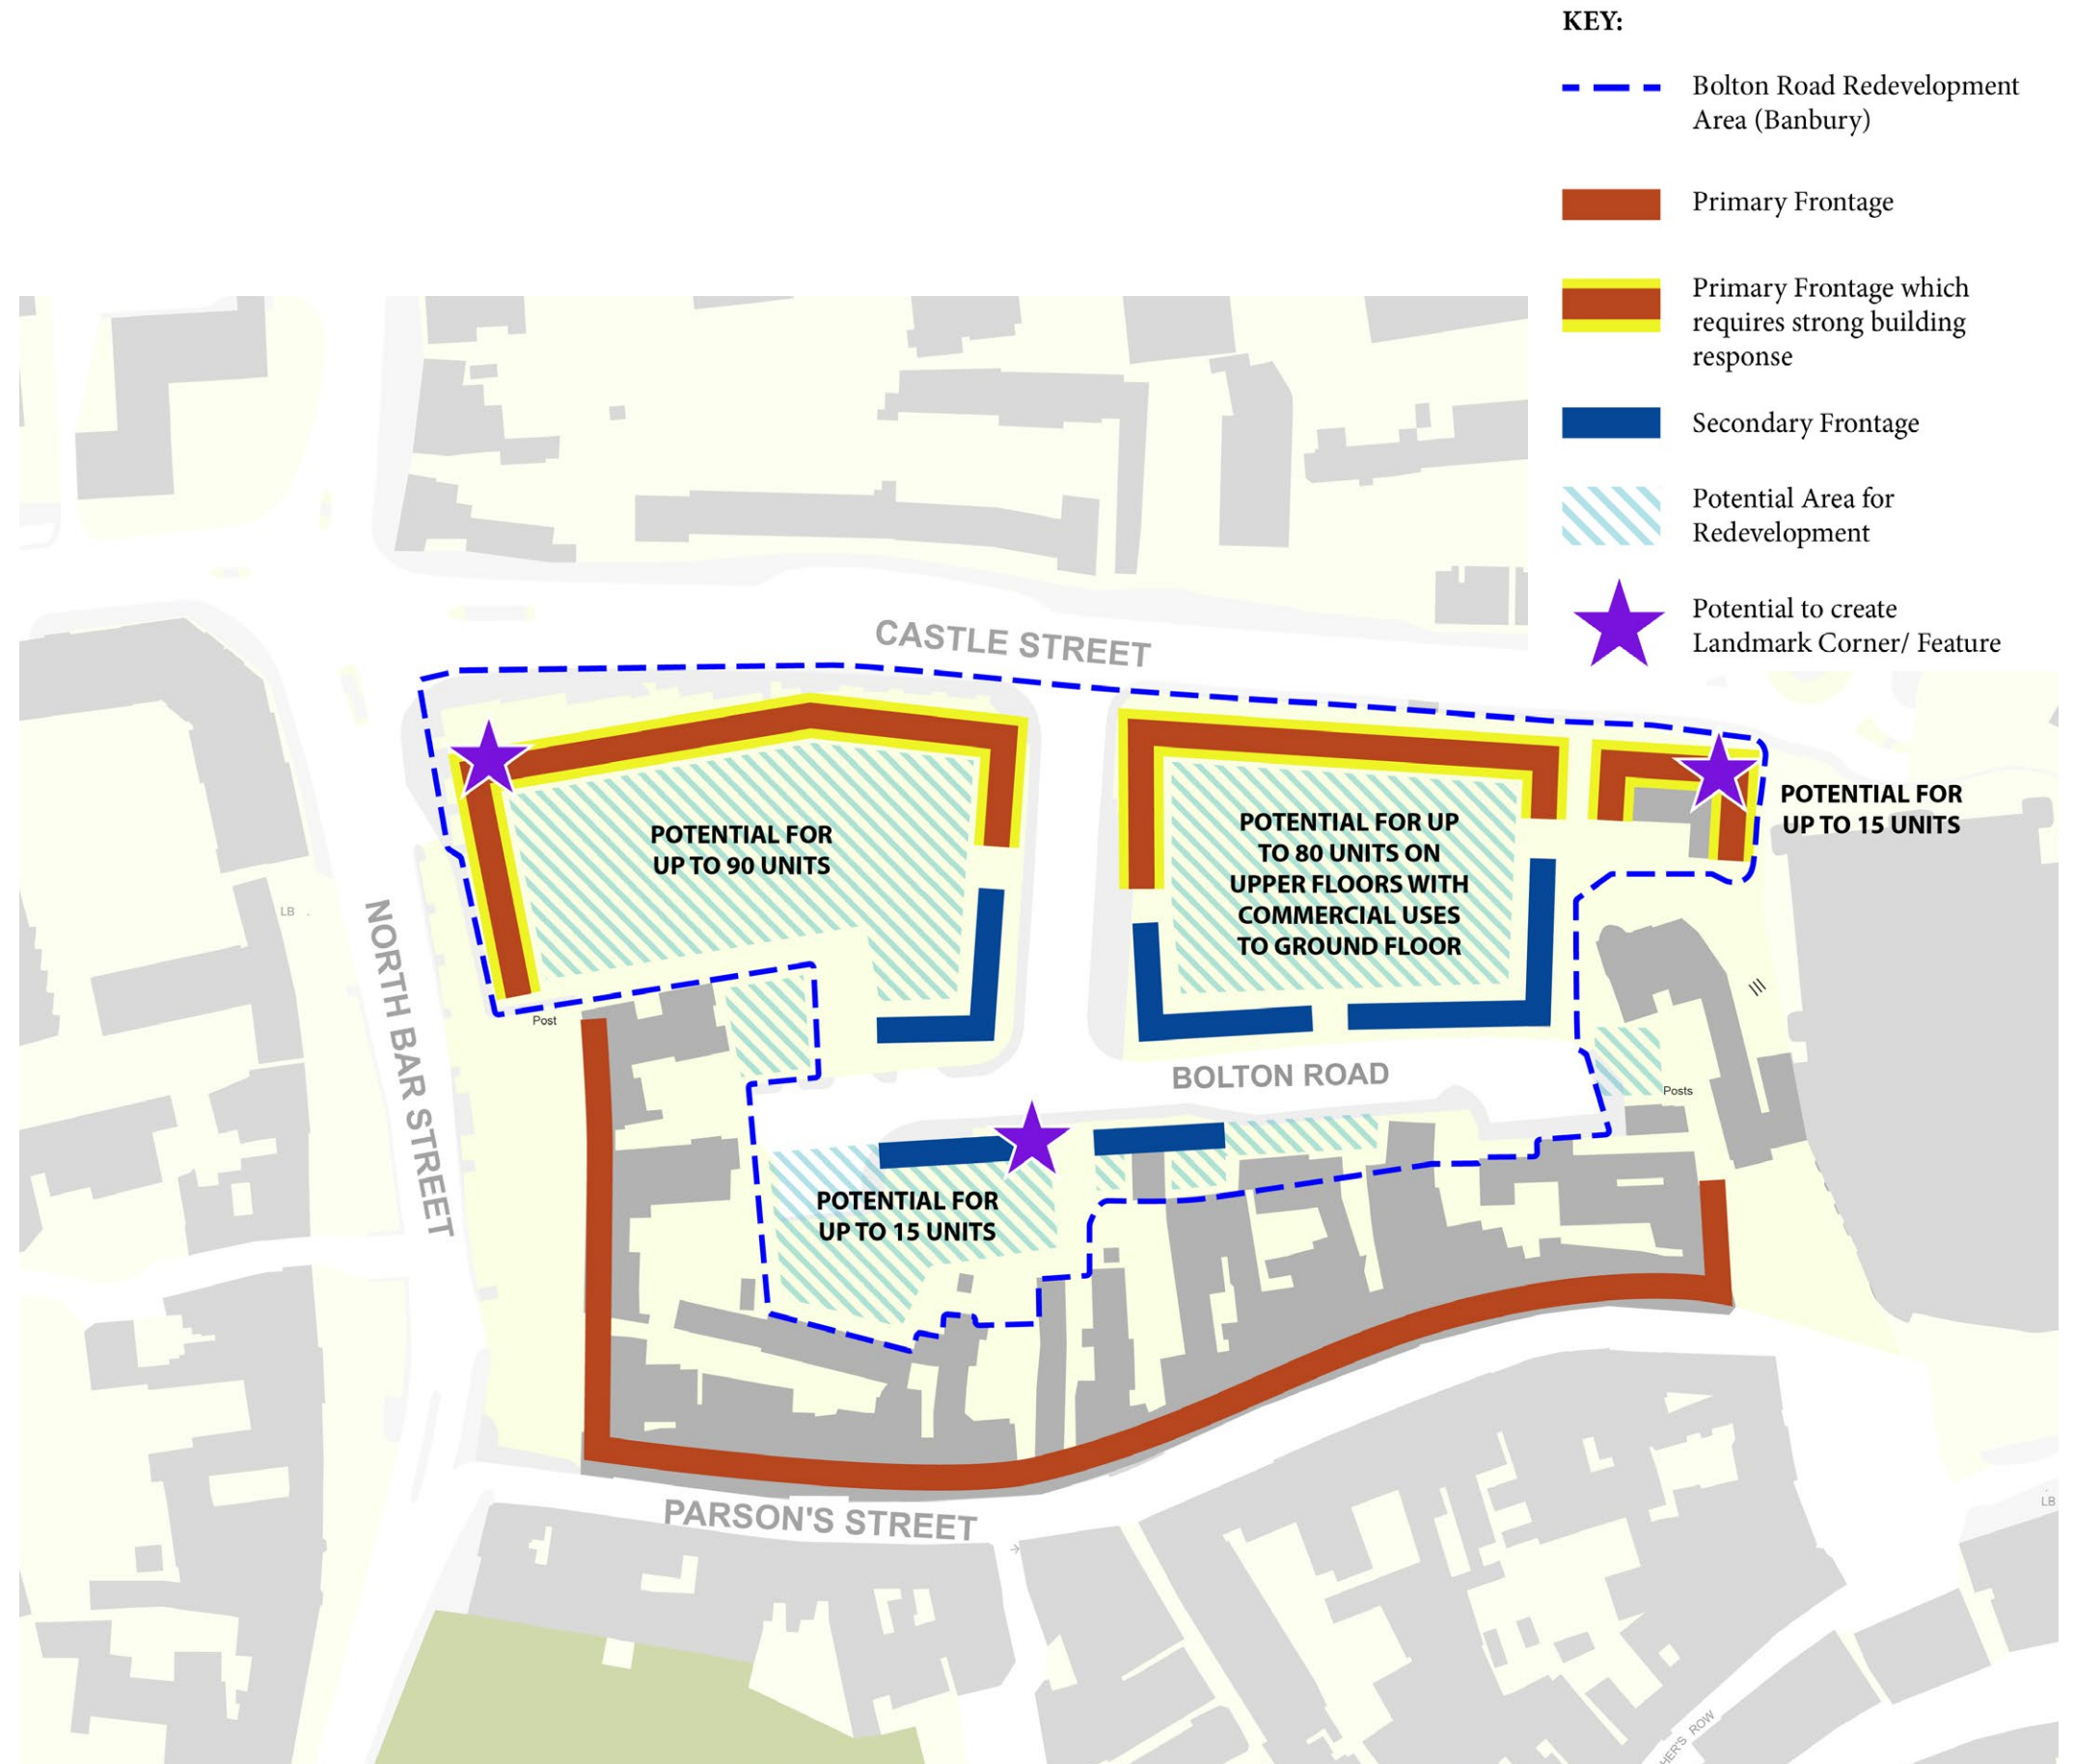 KEY:
Bolton Road Redevelopment
Area (Banbury)
Primary Frontage
Primary Frontage which
requires strong building
response
Secondary Frontage
Potential Area for
Redevelopment
Potential to create
Landmark Corner/ Feature
CASTLE STREET
POTENTIAL FOR
UP TO 15 UNITS
POTENTIAL FOR
UP TO 90 UNITS
POTENTIAL FOR UP
TO 80 UNITS ON
UPPER FLOORS WITH
COMMERCIAL USES
TO GROUND FLOOR
LB
NORTH BAR STREET
Post
BOLTON ROAD
Posts
POTENTIAL FOR
UP TO 15 UNITS
PARSON'S STREET
LB
HER'S ROW